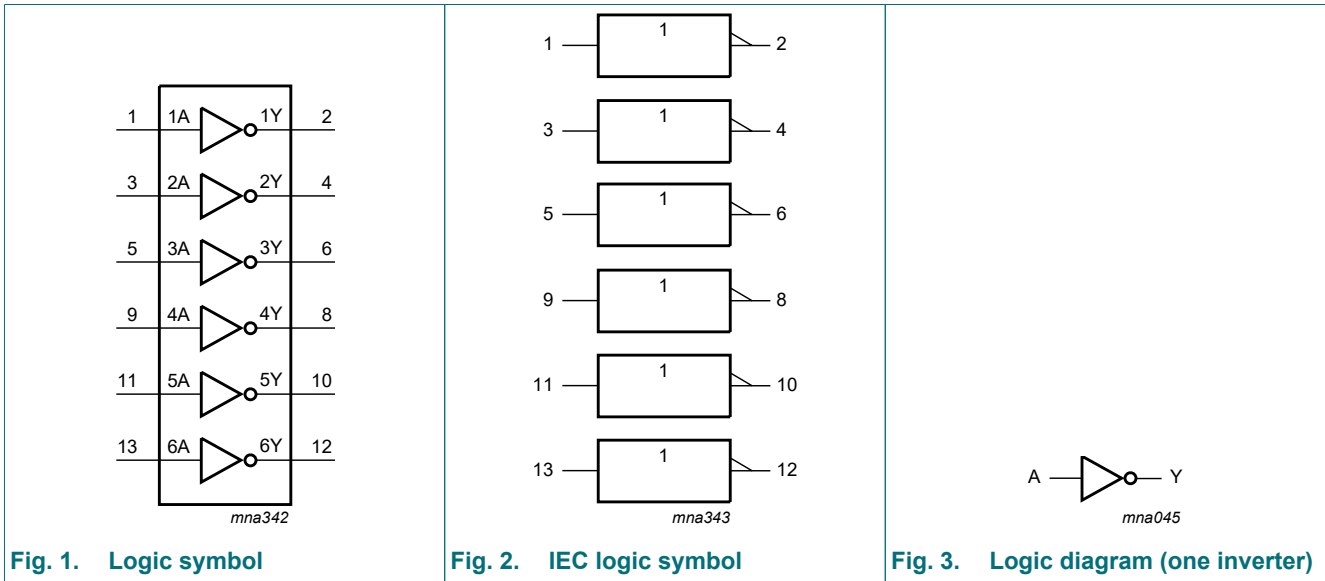 1 1A 1Y 2
3 2A 2Y 4
5 3A 3Y 6
9 4A 4Y 8
11 5A 5Y 10
13 6A 6Y 12
mna342
Fig. 1. Logic symbol
1 1 2
3 1 4
5 1 6
9 1 8
11 1 10
13 1 12
mna343
Fig. 2. IEC logic symbol
A Y
mna045
Fig. 3. Logic diagram (one inverter)